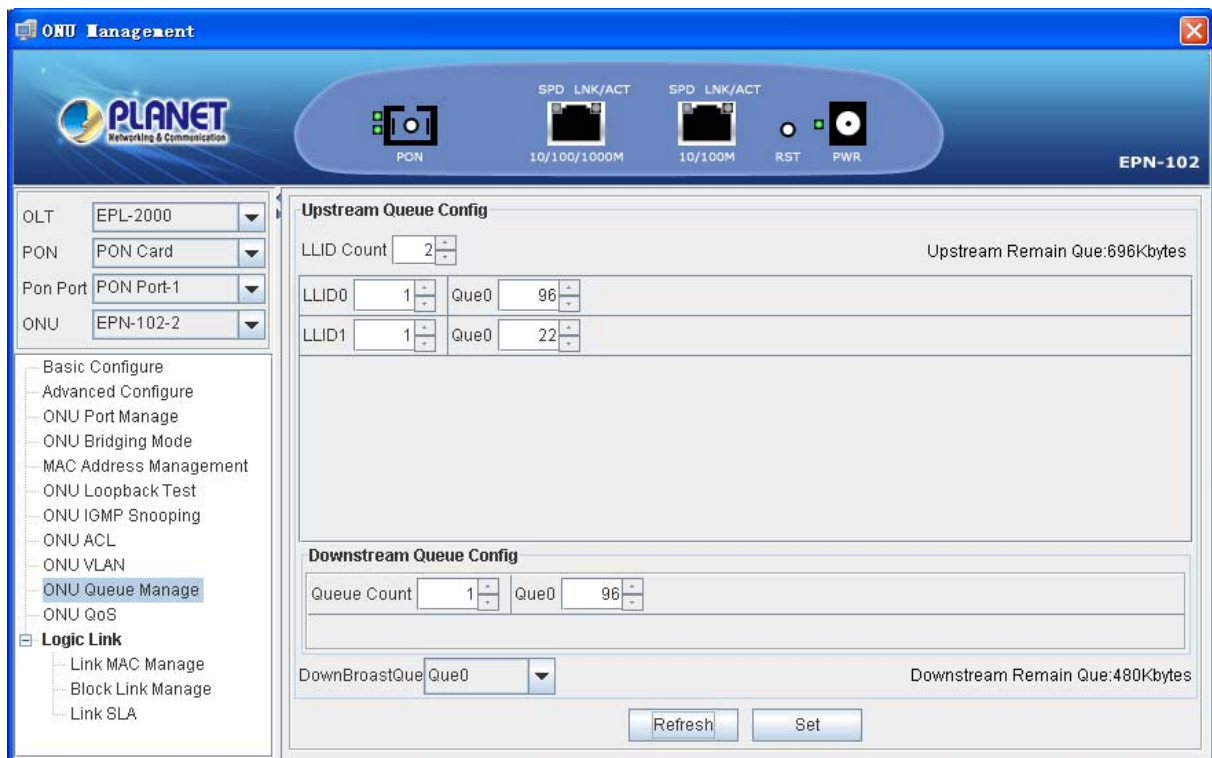 ONU Management
PLANET
Networking & Communication
SPD LNK/ACT
SPD LNK/ACT
PON
10/100/1000M
10/100M
RST
PWR
EPN-102
OLT EPL-2000
PON PON Card
Pon Port PON Port-1
ONU EPN-102-2
Basic Configure
Advanced Configure
ONU Port Manage
ONU Bridging Mode
MAC Address Management
ONU Loopback Test
ONU IGMP Snooping
ONU ACL
ONU VLAN
ONU Queue Manage
ONU QoS
Logic Link
Link MAC Manage
Block Link Manage
Link SLA
Upstream Queue Config
LLID Count 2 Upstream Remain Que:696Kbytes
LLID0 1 Que0 96
LLID1 1 Que0 22
Downstream Queue Config
Queue Count 1 Que0 96
DownBroastQue Que0 Downstream Remain Que:480Kbytes
Refresh Set